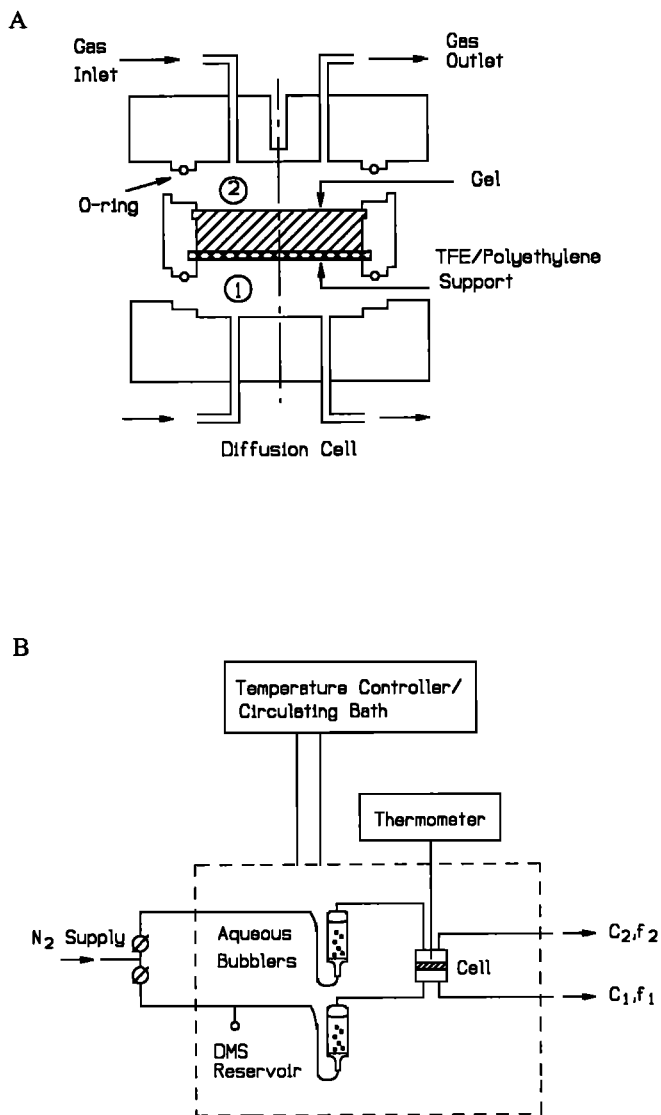 A
Gas
Inlet
Gas
Outlet
O-ring
2
Gel
TFE/Polyethylene
Support
1
Diffusion Cell
B
Temperature Controller/
Circulating Bath
Thermometer
N2 Supply
Aqueous
Bubblers
Cell
C2,f2
C1,f1
DMS
Reservoir